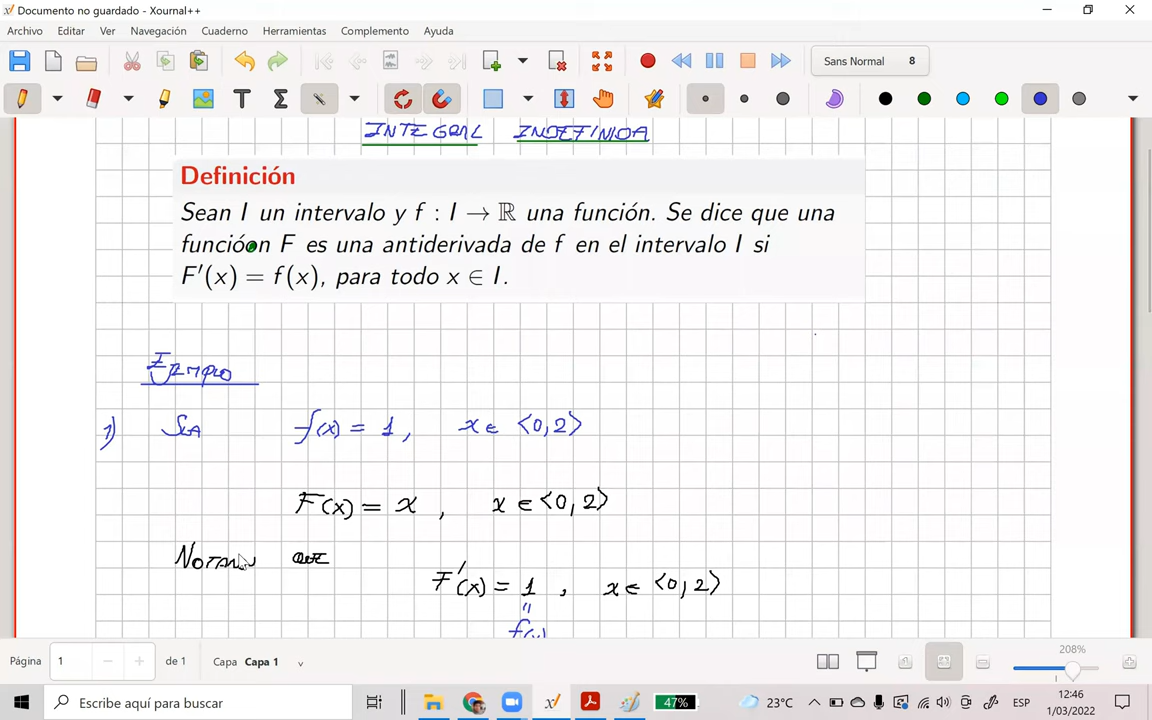 Documento no guardado - Xournal++
Archivo Editar Ver Navegación Cuaderno Herramientas Complemento Ayuda
Sans Normal 8
INTEGRAL INDEFINIDA
Definición
Sean I un intervalo y f : I → ℝ una función. Se dice que una
funcióen F es una antiderivada de f en el intervalo I si
F′(x) = f(x), para todo x ∈ I.
Ejemplo
1) Sea f(x) = 1, x ∈ ⟨0,2⟩
F(x) = x, x ∈ ⟨0,2⟩
Notamos que
F′(x) = 1, x ∈ ⟨0,2⟩
"
f(x)
Página 1 de 1 Capa Capa 1 208%
Escribe aquí para buscar 47% 23°C ESP 12:46
1/03/2022